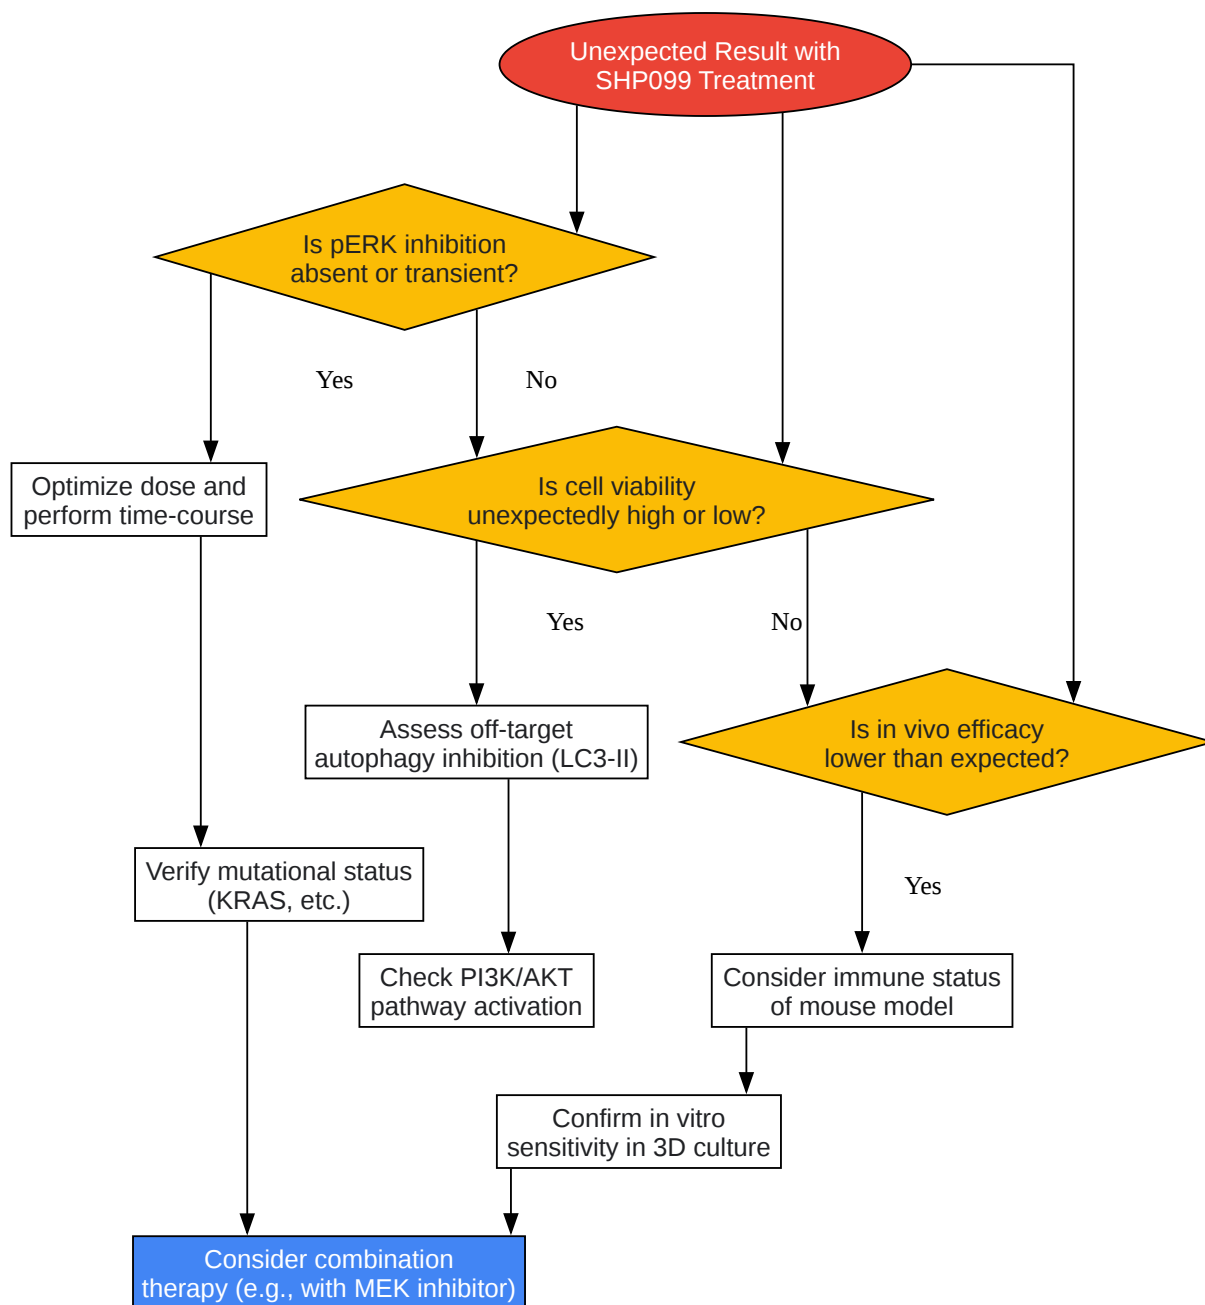 Unexpected Result with
SHP099 Treatment
Is pERK inhibition
absent or transient?
Yes
No
Optimize dose and
perform time-course
Is cell viability
unexpectedly high or low?
Yes
No
Assess off-target
autophagy inhibition (LC3-II)
Is in vivo efficacy
lower than expected?
Verify mutational status
(KRAS, etc.)
Yes
Check PI3K/AKT
pathway activation
Consider immune status
of mouse model
Confirm in vitro
sensitivity in 3D culture
Consider combination
therapy (e.g., with MEK inhibitor)